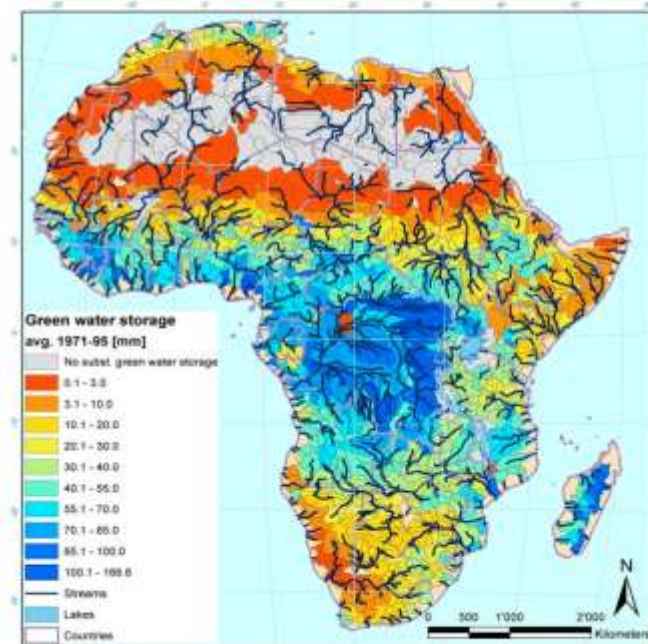 Green water storage
avg. 1971-95 [mm]
No subst. green water storage
0.1 - 3.0
3.1 - 10.0
10.1 - 20.0
20.1 - 30.0
30.1 - 40.0
40.1 - 55.0
55.1 - 70.0
70.1 - 85.0
85.1 - 100.0
100.1 - 166.6
Streams
Lakes
Countries
N
0 500 1'000 2'000
Kilometers